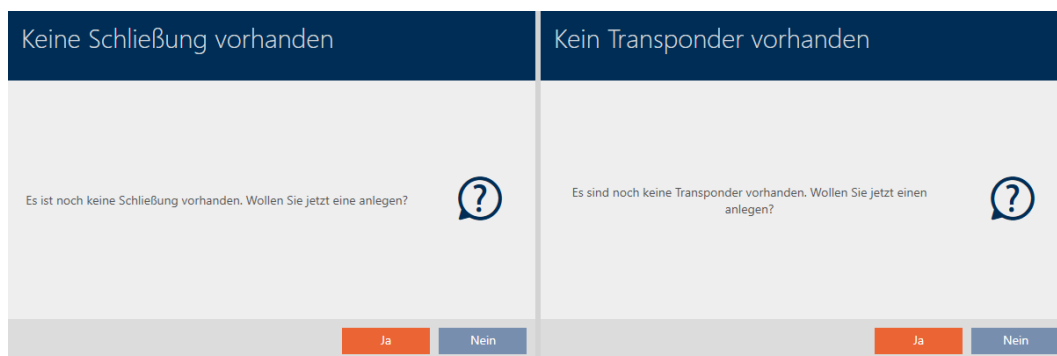 Keine Schließung vorhanden
Es ist noch keine Schließung vorhanden. Wollen Sie jetzt eine anlegen?
Ja
Nein
Kein Transponder vorhanden
Es sind noch keine Transponder vorhanden. Wollen Sie jetzt einen
anlegen?
Ja
Nein